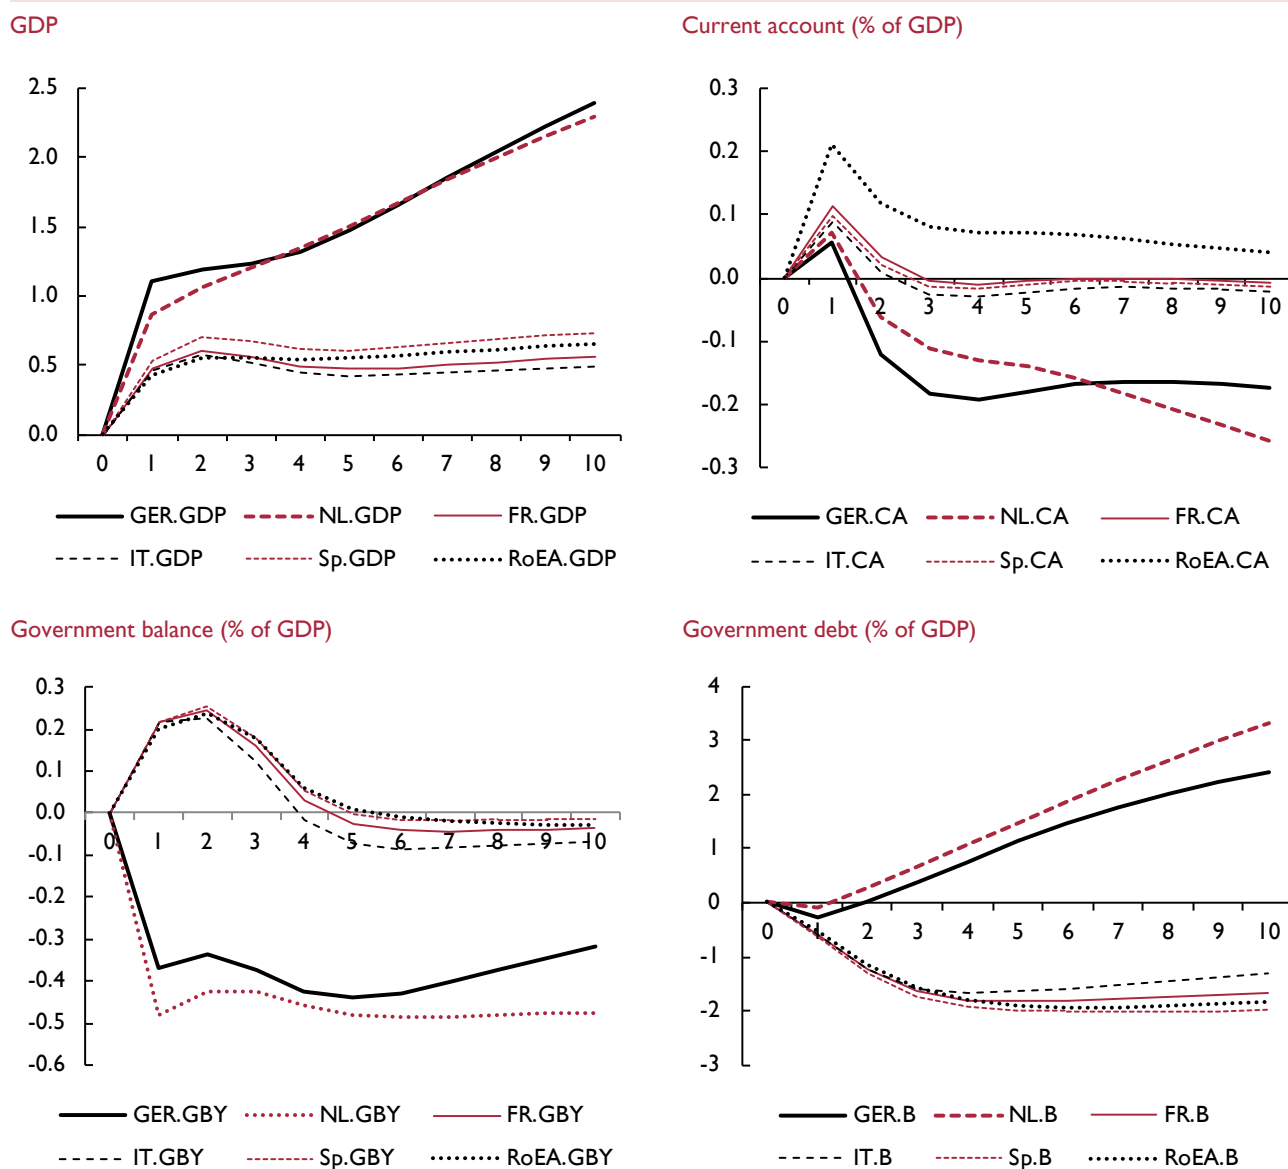 GDP
2.5
2.0
1.5
1.0
0.5
0.0
0 1 2 3 4 5 6 7 8 9 10
GER.GDP NL.GDP FR.GDP
IT.GDP Sp.GDP RoEA.GDP
Current account (% of GDP)
0.3
0.2
0.1
0.0
0 1 2 3 4 5 6 7 8 9 10
-0.1
-0.2
-0.3
GER.CA NL.CA FR.CA
IT.CA Sp.CA RoEA.CA
Government balance (% of GDP)
0.3
0.2
0.1
0.0
0 1 2 3 4 5 6 7 8 9 10
-0.1
-0.2
-0.3
-0.4
-0.5
-0.6
GER.GBY NL.GBY FR.GBY
IT.GBY Sp.GBY RoEA.GBY
Government debt (% of GDP)
4
3
2
1
0
0 1 2 3 4 5 6 7 8 9 10
-1
-2
-3
GER.B NL.B FR.B
IT.B Sp.B RoEA.B